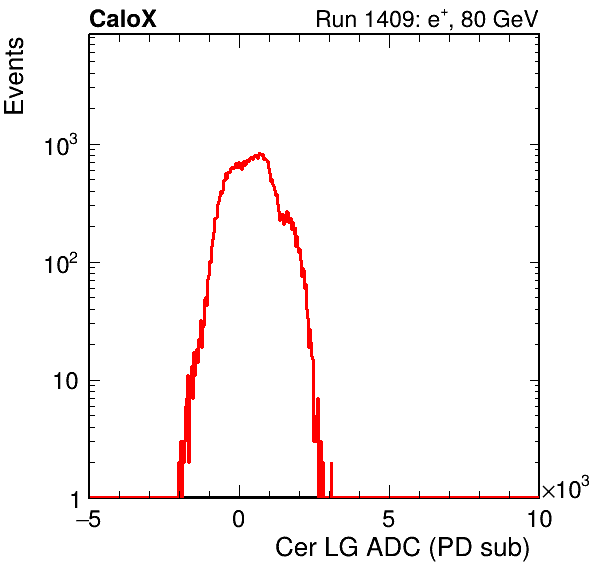 CaloX
Run 1409: e⁺, 80 GeV
Events
10³
10²
10
1
−5
0
5
10
×10³
Cer LG ADC (PD sub)